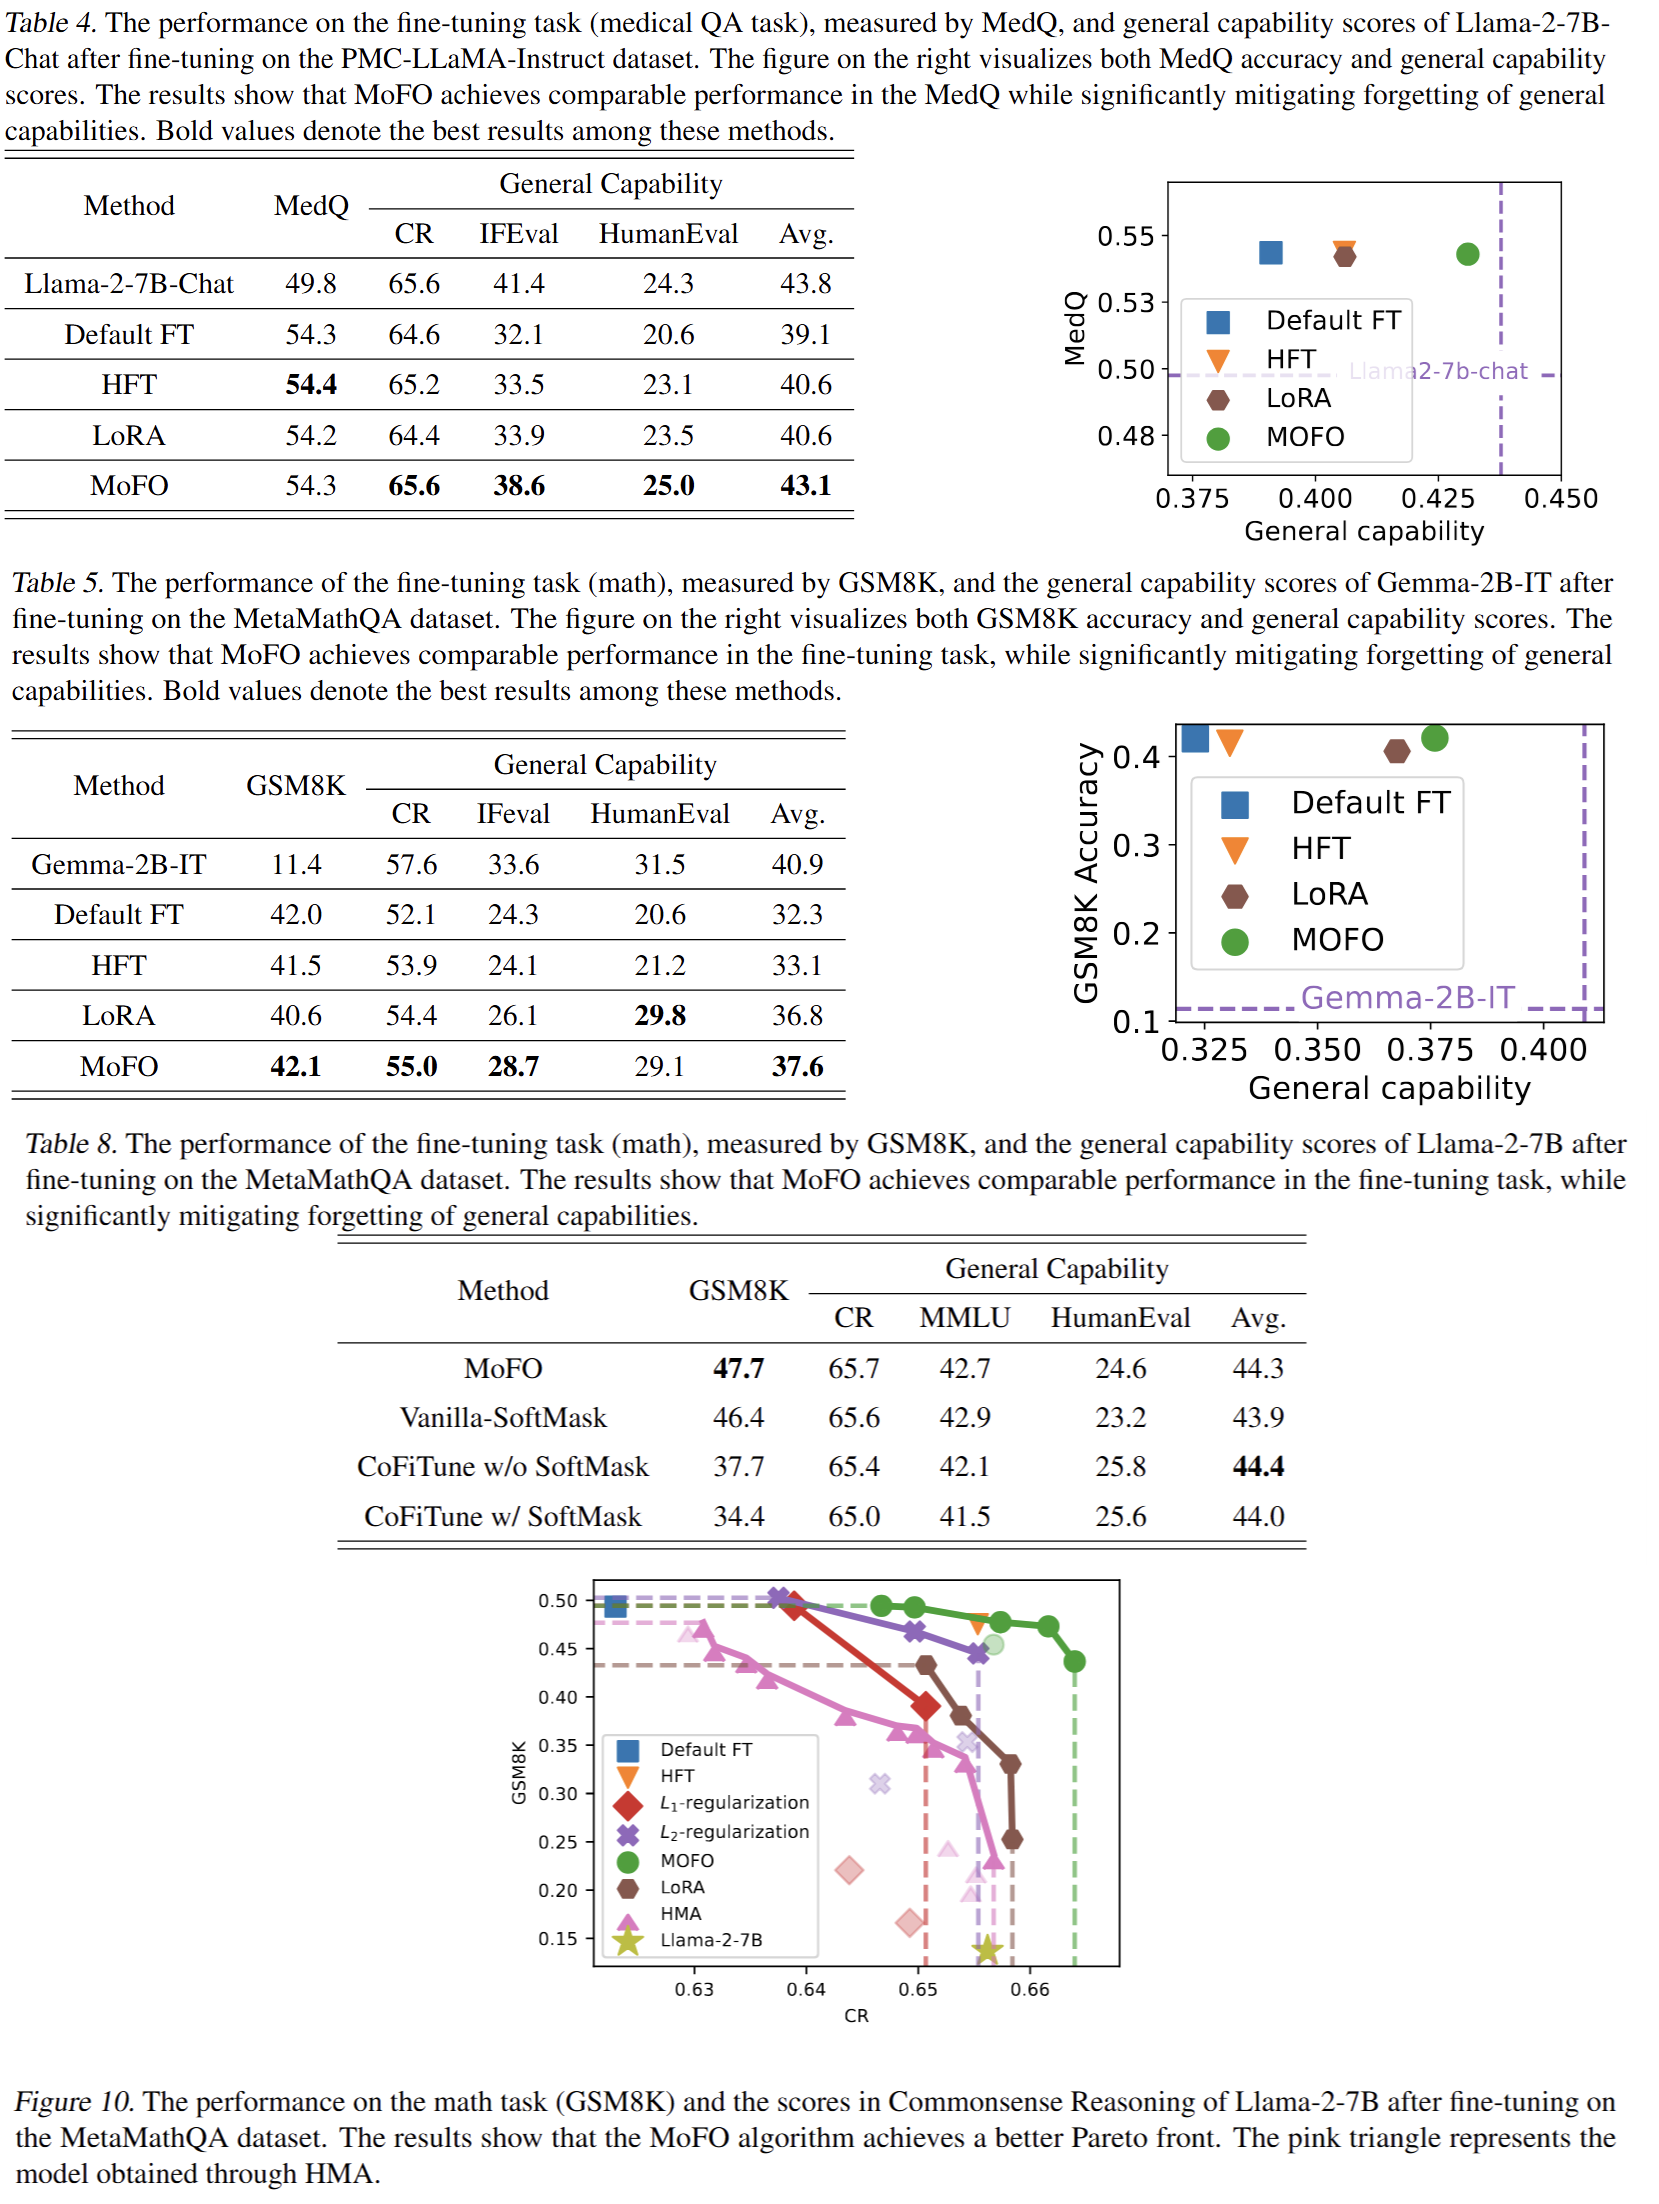 Table 4. The performance on the fine-tuning task (medical QA task), measured by MedQ, and general capability scores of Llama-2-7B-
Chat after fine-tuning on the PMC-LLaMA-Instruct dataset. The figure on the right visualizes both MedQ accuracy and general capability
scores. The results show that MoFO achieves comparable performance in the MedQ while significantly mitigating forgetting of general
capabilities. Bold values denote the best results among these methods.
Method MedQ General Capability
CR IFEval HumanEval Avg.
Llama-2-7B-Chat 49.8 65.6 41.4 24.3 43.8
Default FT 54.3 64.6 32.1 20.6 39.1
HFT 54.4 65.2 33.5 23.1 40.6
LoRA 54.2 64.4 33.9 23.5 40.6
MoFO 54.3 65.6 38.6 25.0 43.1
MedQ
0.55
0.53
0.50
0.48
Default FT
HFT
LoRA
MOFO
Llama2-7b-chat
0.375 0.400 0.425 0.450
General capability
Table 5. The performance of the fine-tuning task (math), measured by GSM8K, and the general capability scores of Gemma-2B-IT after
fine-tuning on the MetaMathQA dataset. The figure on the right visualizes both GSM8K accuracy and general capability scores. The
results show that MoFO achieves comparable performance in the fine-tuning task, while significantly mitigating forgetting of general
capabilities. Bold values denote the best results among these methods.
Method GSM8K General Capability
CR IFeval HumanEval Avg.
Gemma-2B-IT 11.4 57.6 33.6 31.5 40.9
Default FT 42.0 52.1 24.3 20.6 32.3
HFT 41.5 53.9 24.1 21.2 33.1
LoRA 40.6 54.4 26.1 29.8 36.8
MoFO 42.1 55.0 28.7 29.1 37.6
GSM8K Accuracy
0.4
0.3
0.2
0.1
Default FT
HFT
LoRA
MOFO
Gemma-2B-IT
0.325 0.350 0.375 0.400
General capability
Table 8. The performance of the fine-tuning task (math), measured by GSM8K, and the general capability scores of Llama-2-7B after
fine-tuning on the MetaMathQA dataset. The results show that MoFO achieves comparable performance in the fine-tuning task, while
significantly mitigating forgetting of general capabilities.
Method GSM8K General Capability
CR MMLU HumanEval Avg.
MoFO 47.7 65.7 42.7 24.6 44.3
Vanilla-SoftMask 46.4 65.6 42.9 23.2 43.9
CoFiTune w/o SoftMask 37.7 65.4 42.1 25.8 44.4
CoFiTune w/ SoftMask 34.4 65.0 41.5 25.6 44.0
GSM8K
0.50
0.45
0.40
0.35
0.30
0.25
0.20
0.15
Default FT
HFT
L₁-regularization
L₂-regularization
MOFO
LoRA
HMA
Llama-2-7B
0.63 0.64 0.65 0.66
CR
Figure 10. The performance on the math task (GSM8K) and the scores in Commonsense Reasoning of Llama-2-7B after fine-tuning on
the MetaMathQA dataset. The results show that the MoFO algorithm achieves a better Pareto front. The pink triangle represents the
model obtained through HMA.